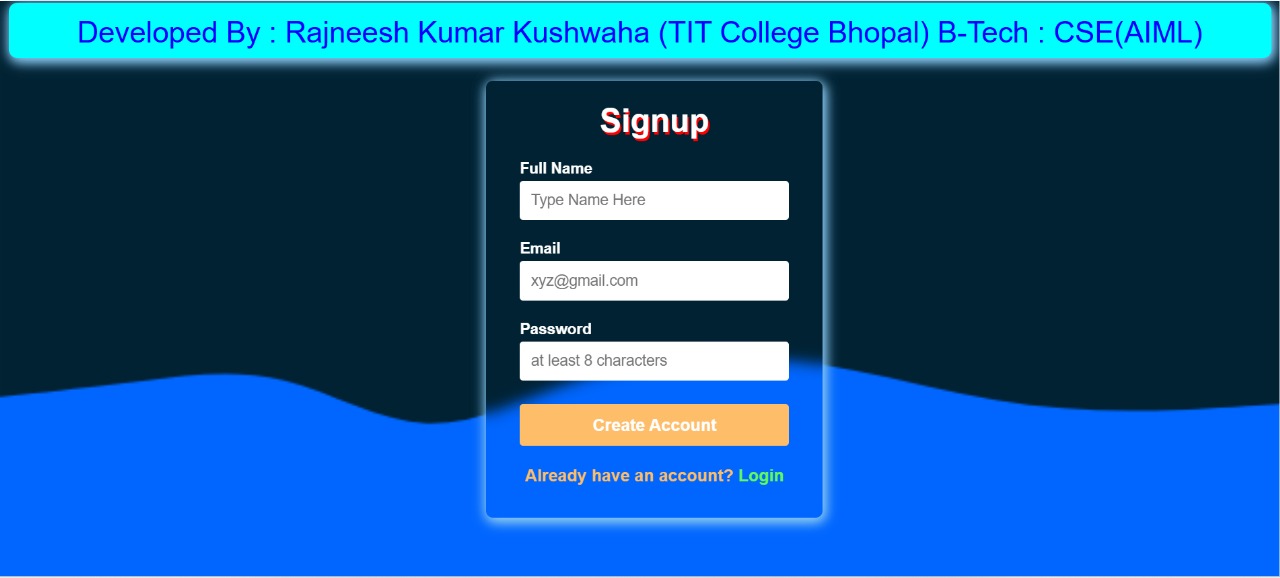 Developed By : Rajneesh Kumar Kushwaha (TIT College Bhopal) B-Tech : CSE(AIML)
Signup
Full Name
Type Name Here
Email
xyz@gmail.com
Password
at least 8 characters
Create Account
Already have an account? Login